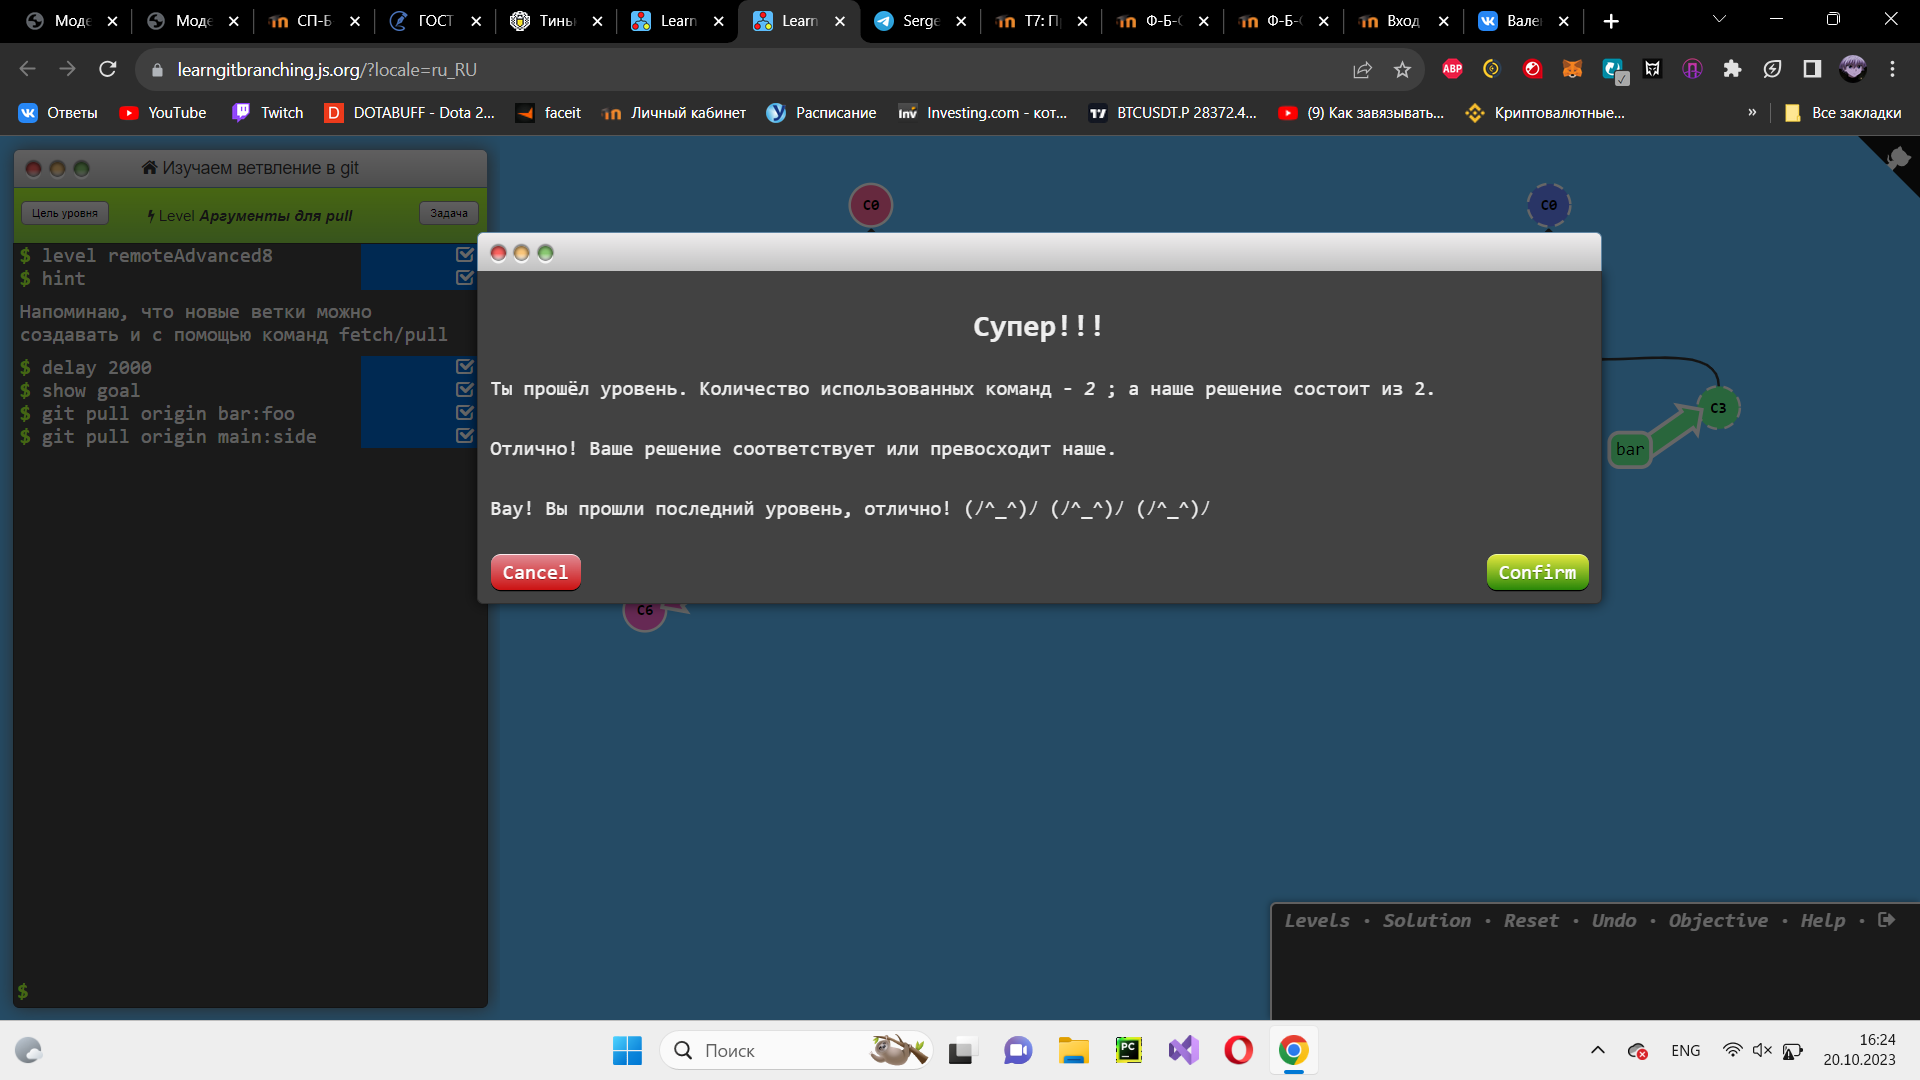 Моде
Моде
СП-Б
ГОСТ
Тинь
Learn
Learn
Serge
Т7: П
Ф-Б-
Ф-Б-
Вход
Вале
learngitbranching.js.org/?locale=ru_RU
ABP
Ответы
YouTube
Twitch
DOTABUFF - Dota 2...
faceit
Личный кабинет
Расписание
Investing.com - кот...
BTCUSDT.P 28372.4...
(9) Как завязывать...
Криптовалютные...
»
Все закладки
Изучаем ветвление в git
Цель уровня
Level Аргументы для pull
Задача
$ level remoteAdvanced8
$ hint
Напоминаю, что новые ветки можно
создавать и с помощью команд fetch/pull
$ delay 2000
$ show goal
$ git pull origin bar:foo
$ git pull origin main:side
$
C0
C0
Супер!!!
Ты прошёл уровень. Количество использованных команд - 2 ; а наше решение состоит из 2.
Отлично! Ваше решение соответствует или превосходит наше.
Вау! Вы прошли последний уровень, отлично! (/^_^)/ (/^_^)/ (/^_^)/
Cancel
Confirm
C3
bar
C6
Levels · Solution · Reset · Undo · Objective · Help ·
Поиск
PC
ENG
16:24
20.10.2023